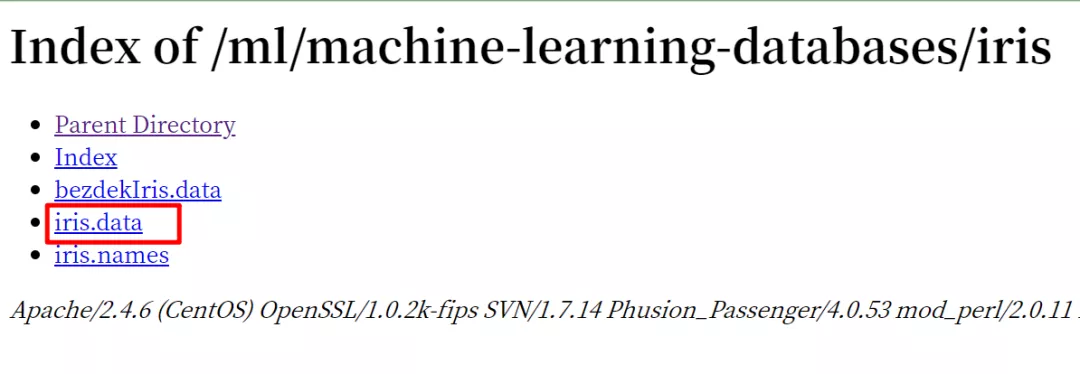 Index of /ml/machine-learning-databases/iris
Parent Directory
Index
bezdekIris.data
iris.data
iris.names
Apache/2.4.6 (CentOS) OpenSSL/1.0.2k-fips SVN/1.7.14 Phusion_Passenger/4.0.53 mod_perl/2.0.11